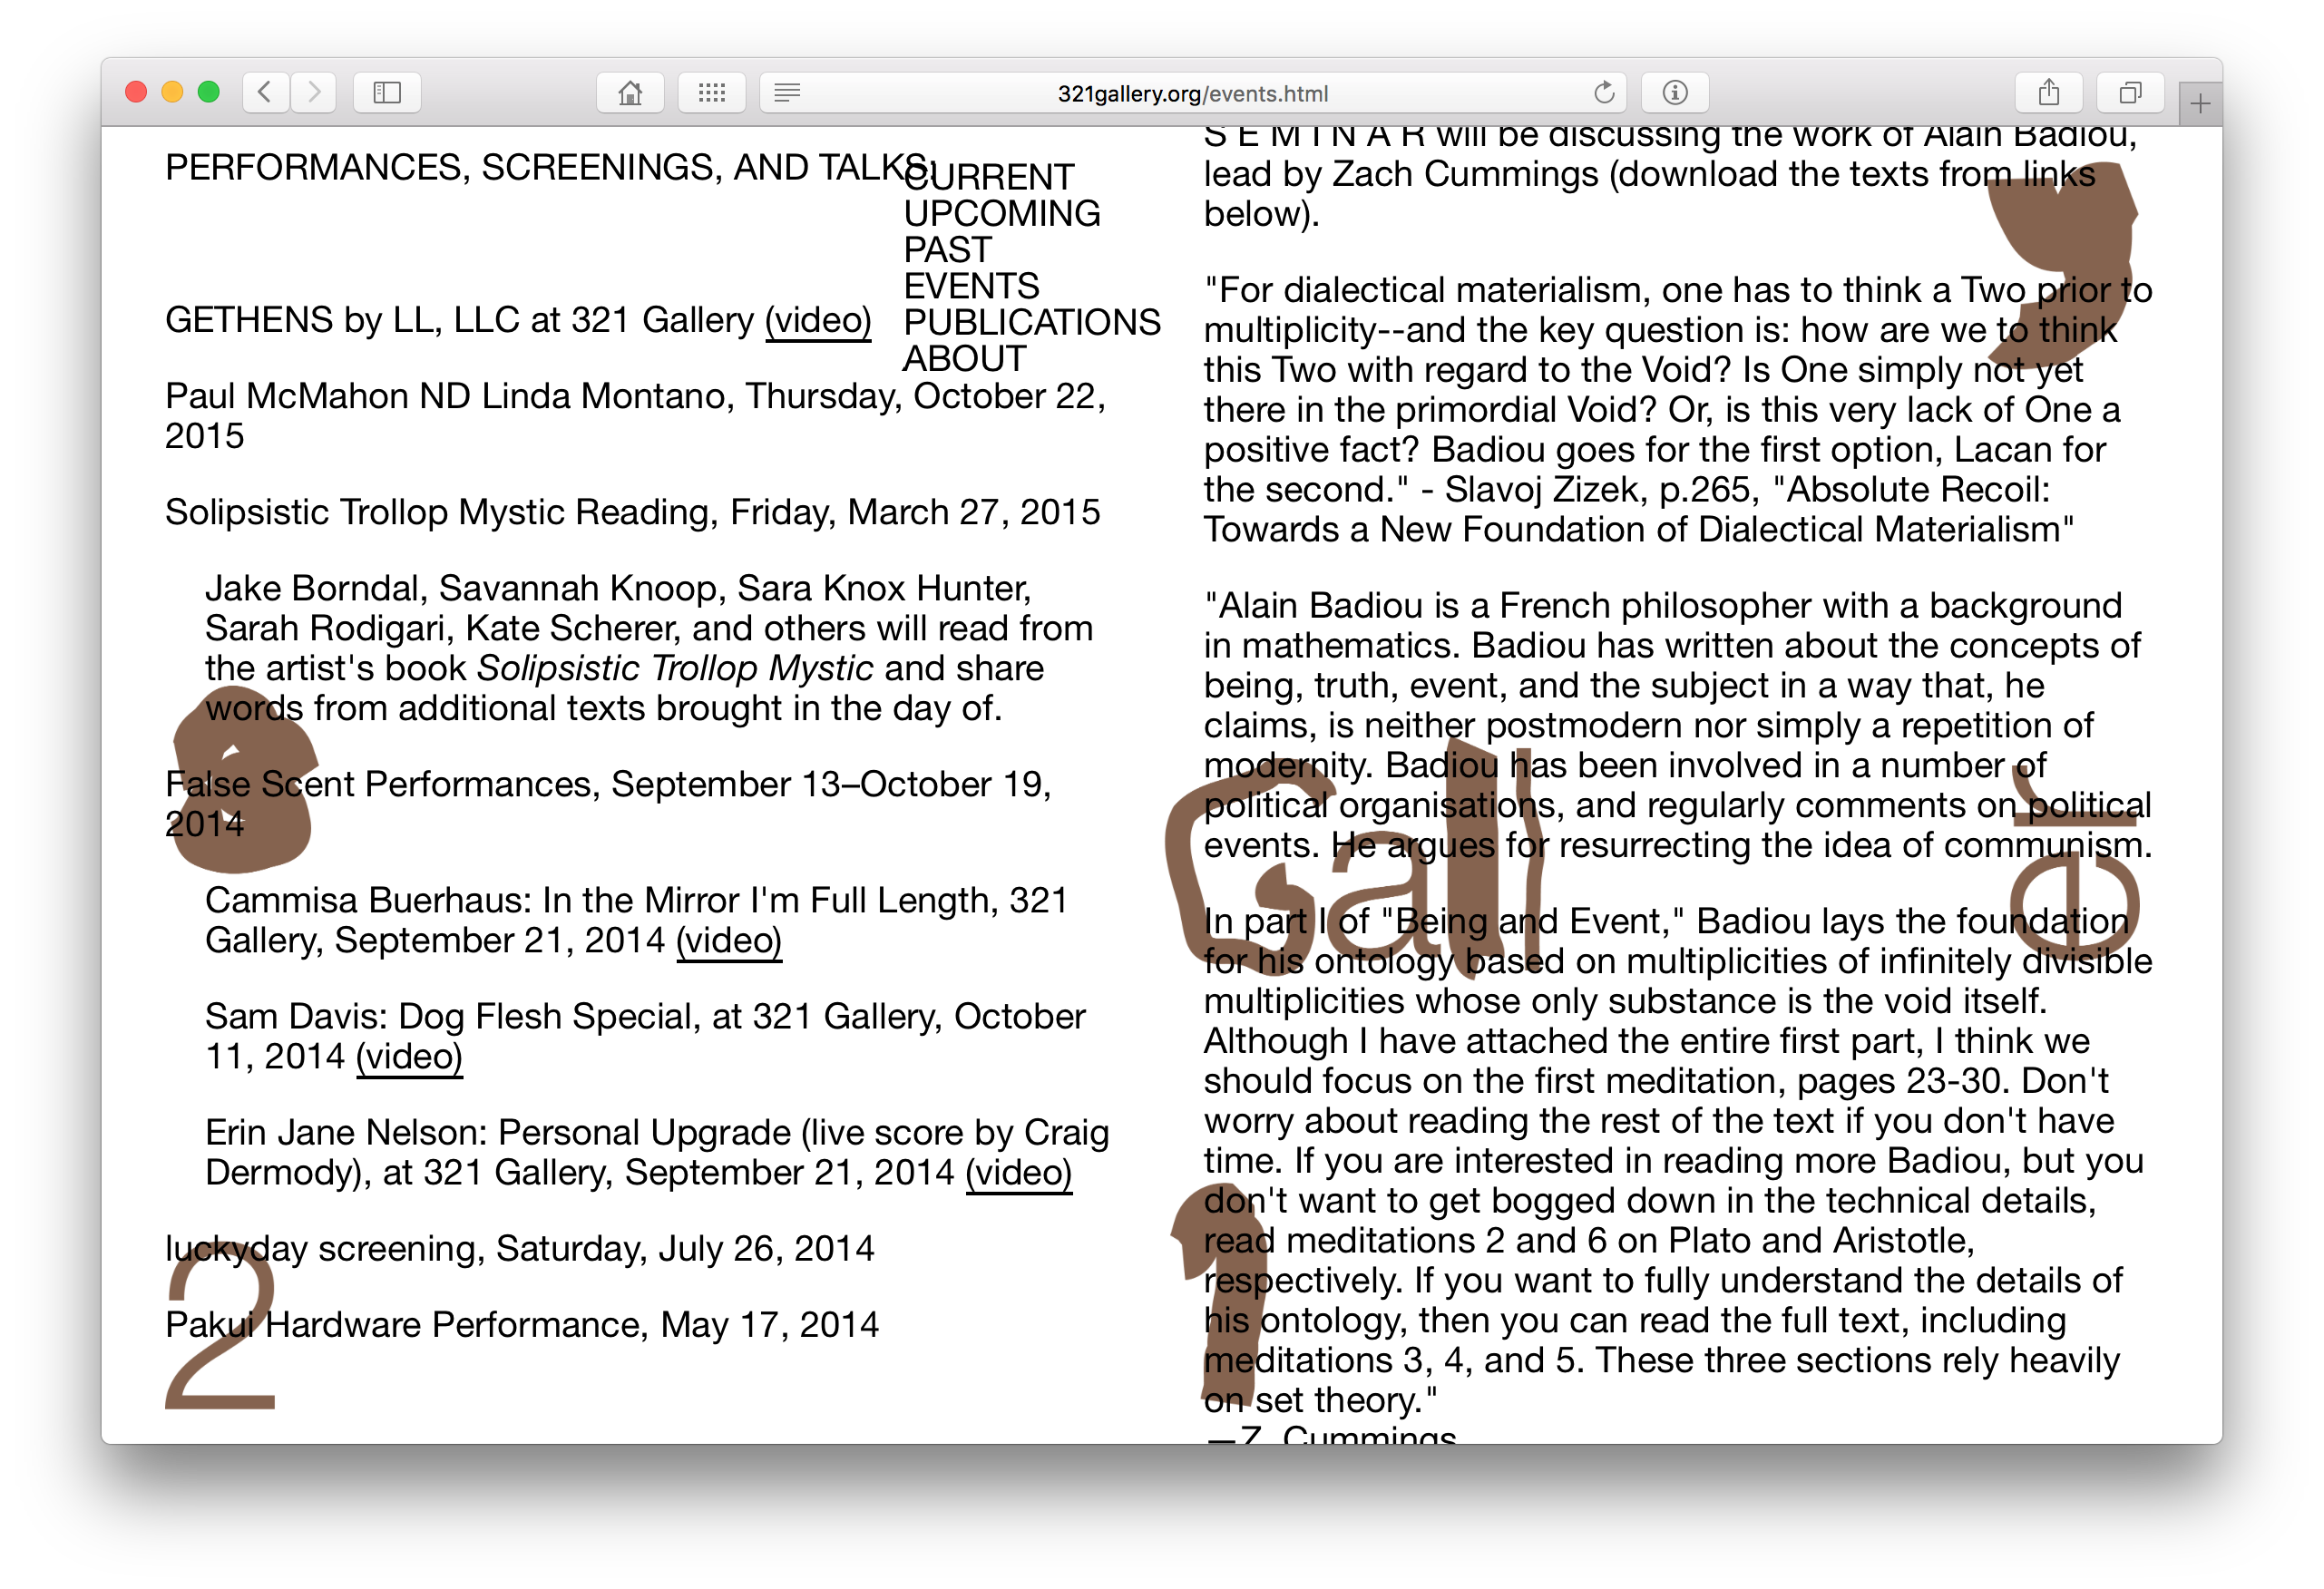 321gallery.org/events.html
PERFORMANCES, SCREENINGS, AND TALKS:
CURRENT
UPCOMING
PAST
EVENTS
PUBLICATIONS
ABOUT
GETHENS by LL, LLC at 321 Gallery (video)
Paul McMahon ND Linda Montano, Thursday, October 22,
2015
Solipsistic Trollop Mystic Reading, Friday, March 27, 2015
Jake Borndal, Savannah Knoop, Sara Knox Hunter,
Sarah Rodigari, Kate Scherer, and others will read from
the artist's book Solipsistic Trollop Mystic and share
words from additional texts brought in the day of.
False Scent Performances, September 13–October 19,
2014
Cammisa Buerhaus: In the Mirror I'm Full Length, 321
Gallery, September 21, 2014 (video)
Sam Davis: Dog Flesh Special, at 321 Gallery, October
11, 2014 (video)
Erin Jane Nelson: Personal Upgrade (live score by Craig
Dermody), at 321 Gallery, September 21, 2014 (video)
luckyday screening, Saturday, July 26, 2014
Pakui Hardware Performance, May 17, 2014
2
S E M I N A R will be discussing the work of Alain Badiou,
lead by Zach Cummings (download the texts from links
below).
"For dialectical materialism, one has to think a Two prior to
multiplicity--and the key question is: how are we to think
this Two with regard to the Void? Is One simply not yet
there in the primordial Void? Or, is this very lack of One a
positive fact? Badiou goes for the first option, Lacan for
the second." - Slavoj Zizek, p.265, "Absolute Recoil:
Towards a New Foundation of Dialectical Materialism"
"Alain Badiou is a French philosopher with a background
in mathematics. Badiou has written about the concepts of
being, truth, event, and the subject in a way that, he
claims, is neither postmodern nor simply a repetition of
modernity. Badiou has been involved in a number of
political organisations, and regularly comments on political
events. He argues for resurrecting the idea of communism.
In part I of "Being and Event," Badiou lays the foundation
for his ontology based on multiplicities of infinitely divisible
multiplicities whose only substance is the void itself.
Although I have attached the entire first part, I think we
should focus on the first meditation, pages 23-30. Don't
worry about reading the rest of the text if you don't have
time. If you are interested in reading more Badiou, but you
don't want to get bogged down in the technical details,
read meditations 2 and 6 on Plato and Aristotle,
respectively. If you want to fully understand the details of
his ontology, then you can read the full text, including
meditations 3, 4, and 5. These three sections rely heavily
on set theory."
—Z. Cummings
Gall
er
y
1